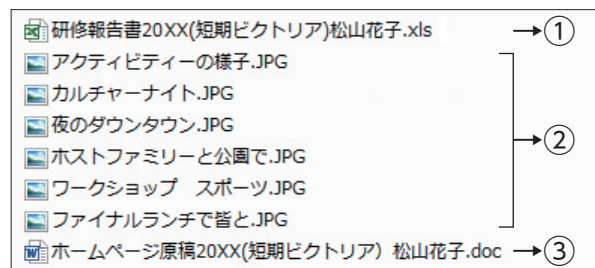 研修報告書20XX(短期ビクトリア)松山花子.xls →①
アクティビティーの様子.JPG
カルチャーナイト.JPG
夜のダウンタウン.JPG
→②
ホストファミリーと公園で.JPG
ワークショップ　スポーツ.JPG
ファイナルランチで皆と.JPG
ホームページ原稿20XX(短期ビクトリア）松山花子.doc →③